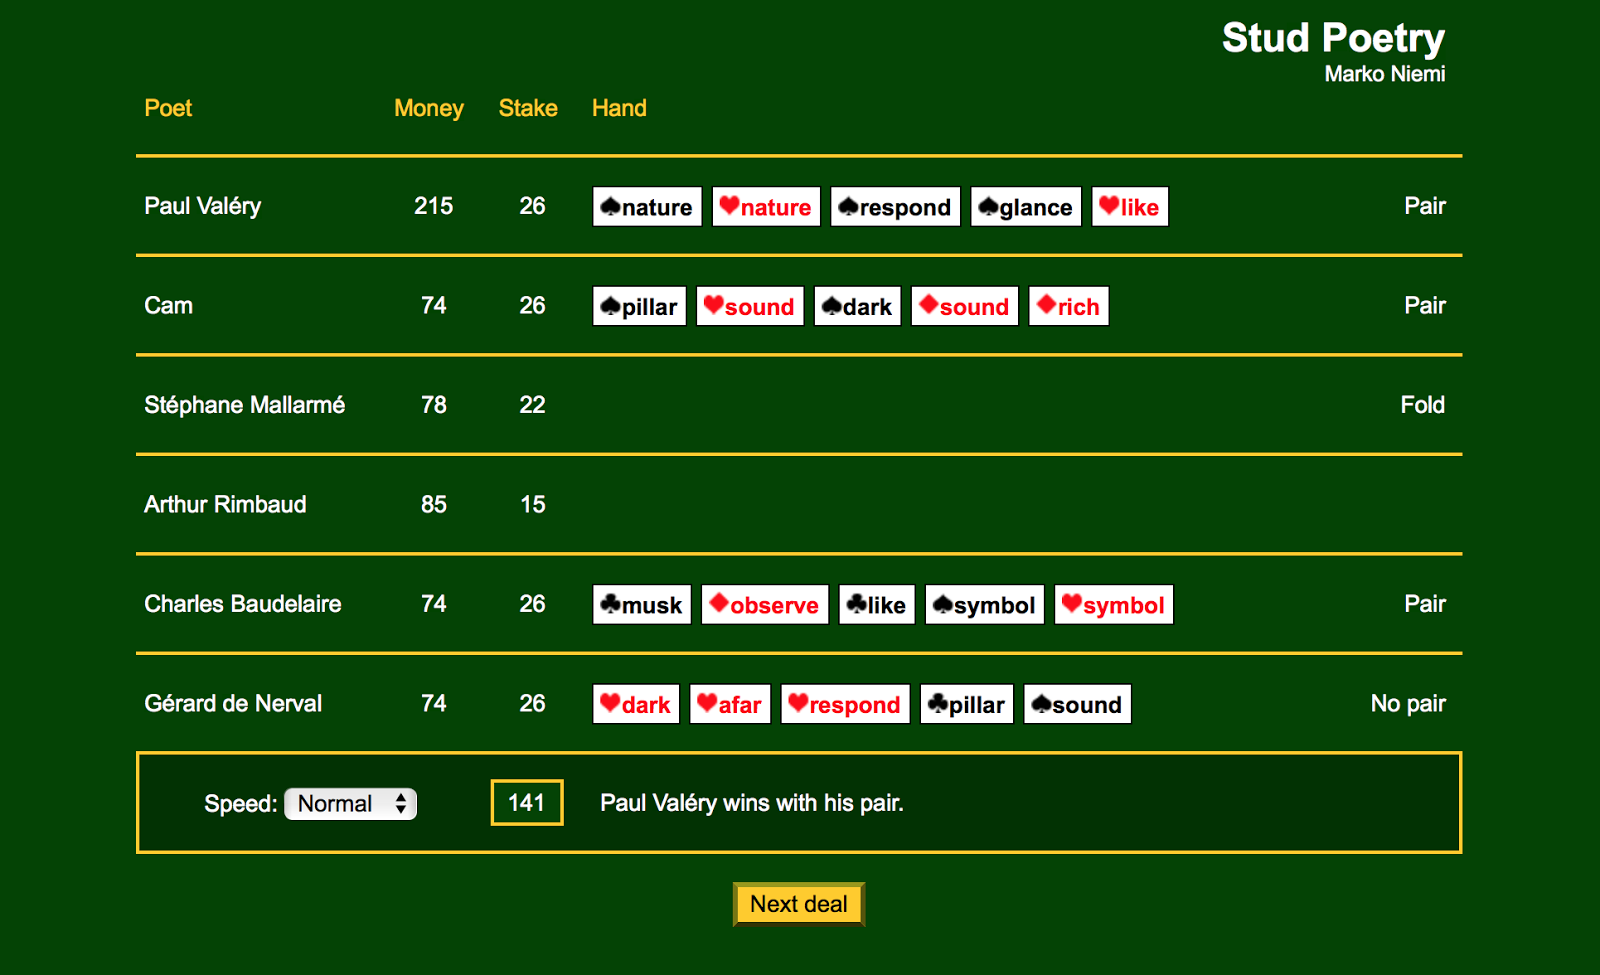 Stud Poetry
Marko Niemi
Poet Money Stake Hand
Paul Valéry 215 26 ♠nature ♥nature ♠respond ♠glance ♥like Pair
Cam 74 26 ♠pillar ♥sound ♠dark ♦sound ♦rich Pair
Stéphane Mallarmé 78 22 Fold
Arthur Rimbaud 85 15
Charles Baudelaire 74 26 ♣musk ♦observe ♣like ♠symbol ♥symbol Pair
Gérard de Nerval 74 26 ♥dark ♥afar ♥respond ♣pillar ♠sound No pair
Speed: Normal 141 Paul Valéry wins with his pair.
Next deal